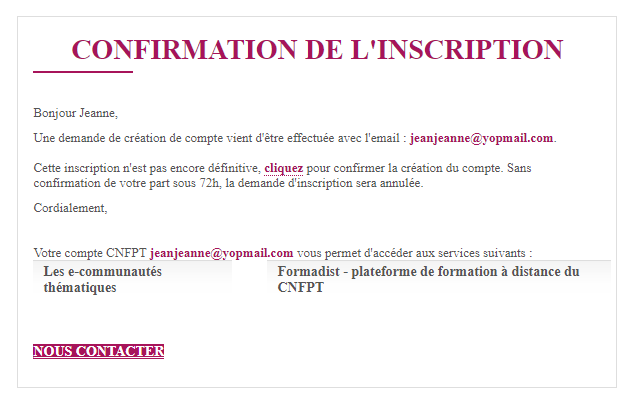 CONFIRMATION DE L'INSCRIPTION
Bonjour Jeanne,
Une demande de création de compte vient d'être effectuée avec l'email : jeanjeanne@yopmail.com.
Cette inscription n'est pas encore définitive, cliquez pour confirmer la création du compte. Sans
confirmation de votre part sous 72h, la demande d'inscription sera annulée.
Cordialement,
Votre compte CNFPT jeanjeanne@yopmail.com vous permet d'accéder aux services suivants :
Les e-communautés
thématiques
Formadist - plateforme de formation à distance du
CNFPT
NOUS CONTACTER